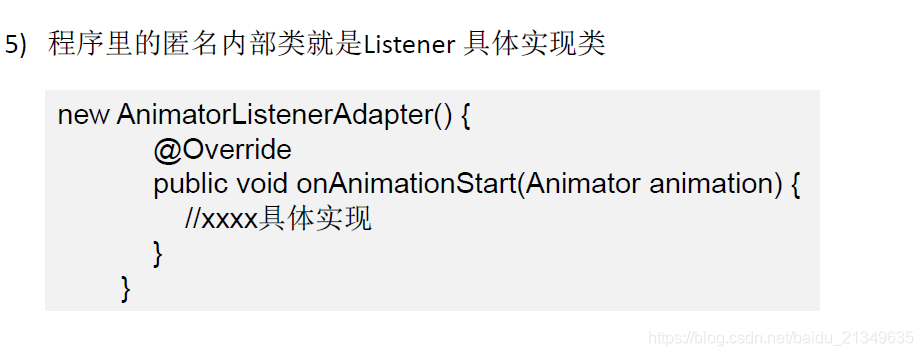 5) 程序里的匿名内部类就是Listener 具体实现类
new AnimatorListenerAdapter() {
@Override
public void onAnimationStart(Animator animation) {
//xxxx具体实现
}
}
https://blog.csdn.net/baidu_21349635